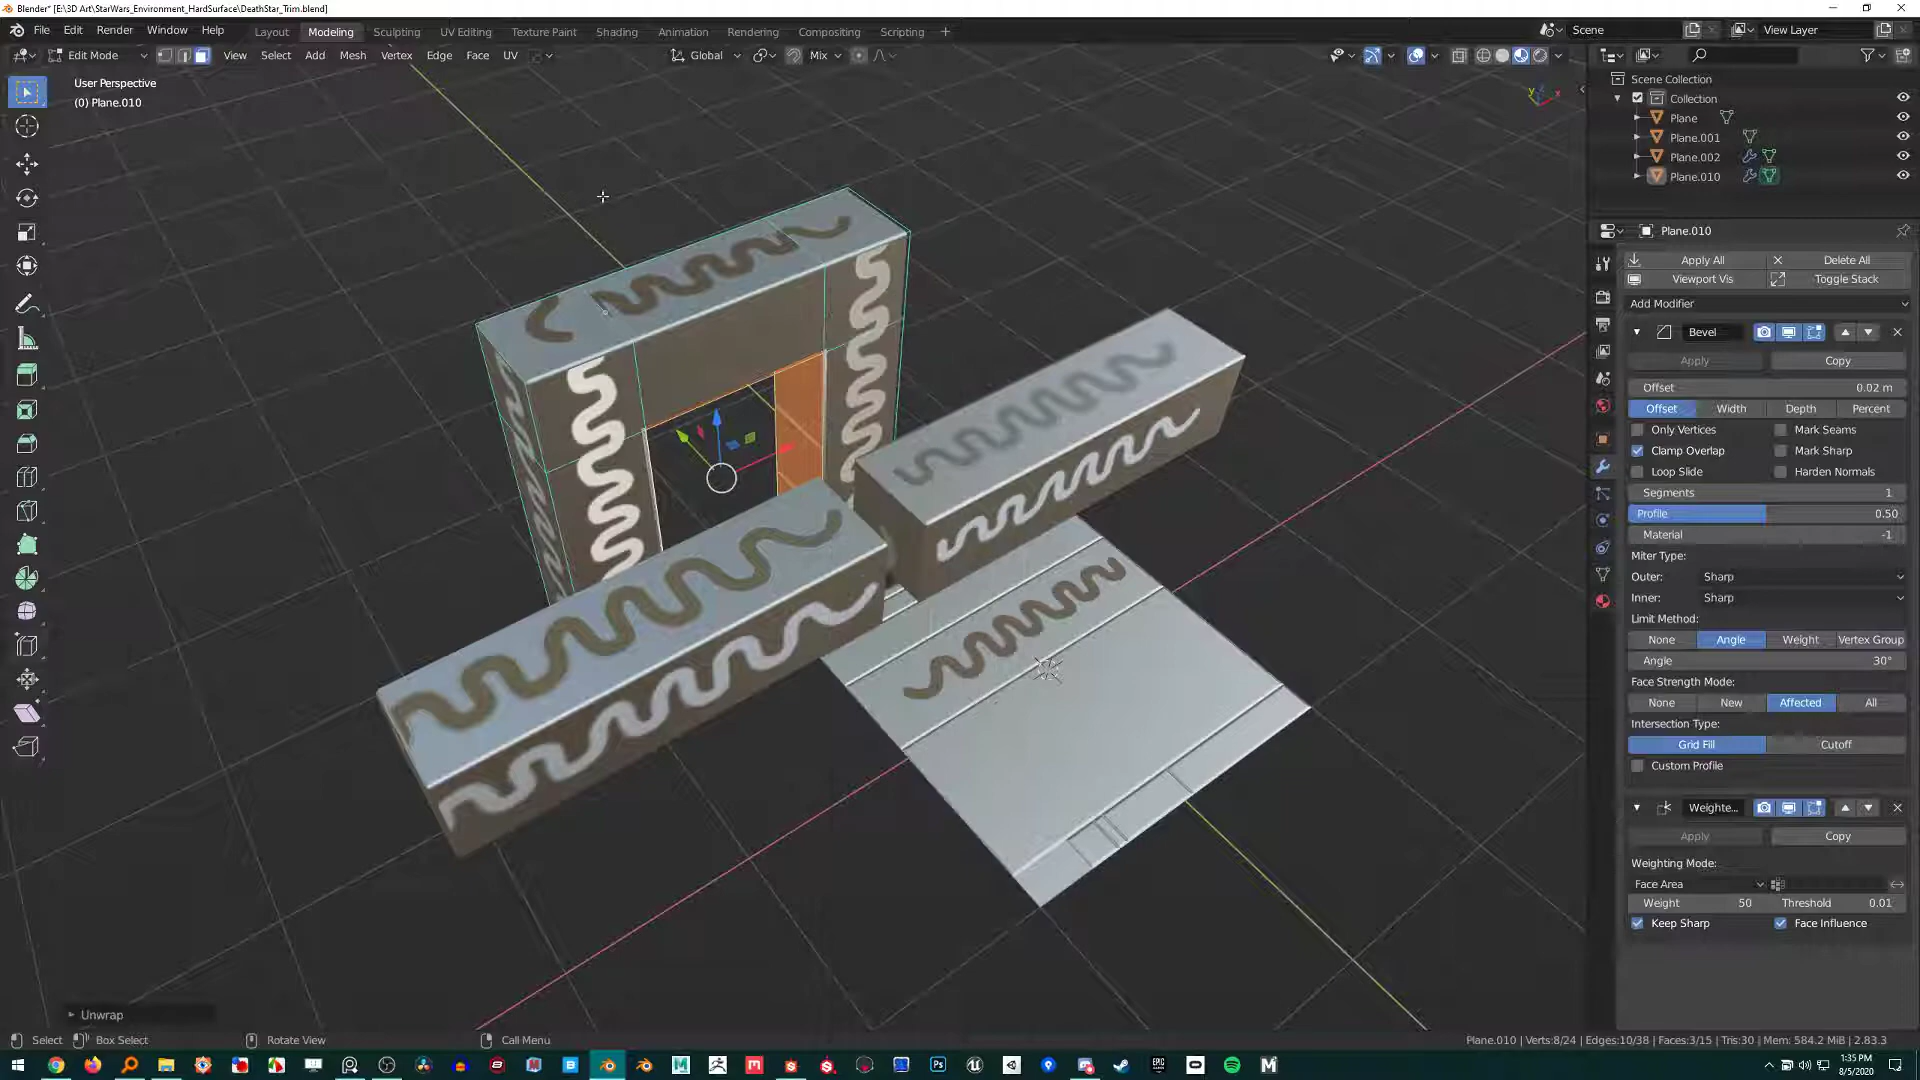 Blender* [E:\3D Art\StarWars_Environment_HardSurface\DeathStar_Trim.blend]
File Edit Render Window Help Layout Modeling Sculpting UV Editing Texture Paint Shading Animation Rendering Compositing Scripting + Scene View Layer
Edit Mode View Select Add Mesh Vertex Edge Face UV Global Mix
User Perspective
(0) Plane.010
Scene Collection
Collection
Plane
Plane.001
Plane.002
Plane.010
Plane.010
Apply All Delete All
Viewport Vis Toggle Stack
Add Modifier
Bevel
Apply Copy
Offset 0.02 m
Offset Width Depth Percent
Only Vertices Mark Seams
Clamp Overlap Mark Sharp
Loop Slide Harden Normals
Segments 1
Profile 0.50
Material -1
Miter Type:
Outer: Sharp
Inner: Sharp
Limit Method:
None Angle Weight Vertex Group
Angle 30°
Face Strength Mode:
None New Affected All
Intersection Type:
Grid Fill Cutoff
Custom Profile
Weighte...
Apply Copy
Weighting Mode:
Face Area
Weight 50 Threshold 0.01
Keep Sharp Face Influence
Unwrap
Select Box Select Rotate View Call Menu Plane.010 | Verts:8/24 | Edges:10/38 | Faces:3/15 | Tris:30 | Mem: 584.2 MiB | 2.83.3
1:35 PM
8/5/2020